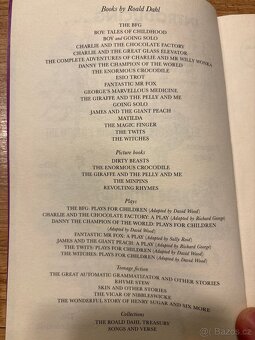 Books by Roald Dahl
THE BFG
BOY: TALES OF CHILDHOOD
BOY and GOING SOLO
CHARLIE AND THE CHOCOLATE FACTORY
CHARLIE AND THE GREAT GLASS ELEVATOR
THE COMPLETE ADVENTURES OF CHARLIE AND MR WILLY WONKA
DANNY THE CHAMPION OF THE WORLD
THE ENORMOUS CROCODILE
ESIO TROT
FANTASTIC MR FOX
GEORGE'S MARVELLOUS MEDICINE
THE GIRAFFE AND THE PELLY AND ME
GOING SOLO
JAMES AND THE GIANT PEACH
MATILDA
THE MAGIC FINGER
THE TWITS
THE WITCHES
Picture books
DIRTY BEASTS
THE ENORMOUS CROCODILE
THE GIRAFFE AND THE PELLY AND ME
THE MINPINS
REVOLTING RHYMES
Plays
THE BFG: PLAYS FOR CHILDREN (Adapted by David Wood)
CHARLIE AND THE CHOCOLATE FACTORY: A PLAY (Adapted by Richard George)
DANNY THE CHAMPION OF THE WORLD: PLAYS FOR CHILDREN
(Adapted by David Wood)
FANTASTIC MR FOX: A PLAY (Adapted by Sally Reid)
JAMES AND THE GIANT PEACH: A PLAY (Adapted by Richard George)
THE TWITS: PLAYS FOR CHILDREN (Adapted by David Wood)
THE WITCHES: PLAYS FOR CHILDREN (Adapted by David Wood)
Teenage fiction
THE GREAT AUTOMATIC GRAMMATIZATOR AND OTHER STORIES
RHYME STEW
SKIN AND OTHER STORIES
THE VICAR OF NIBBLESWICKE
THE WONDERFUL STORY OF HENRY SUGAR AND SIX MORE
Collections
THE ROALD DAHL TREASURY
SONGS AND VERSE